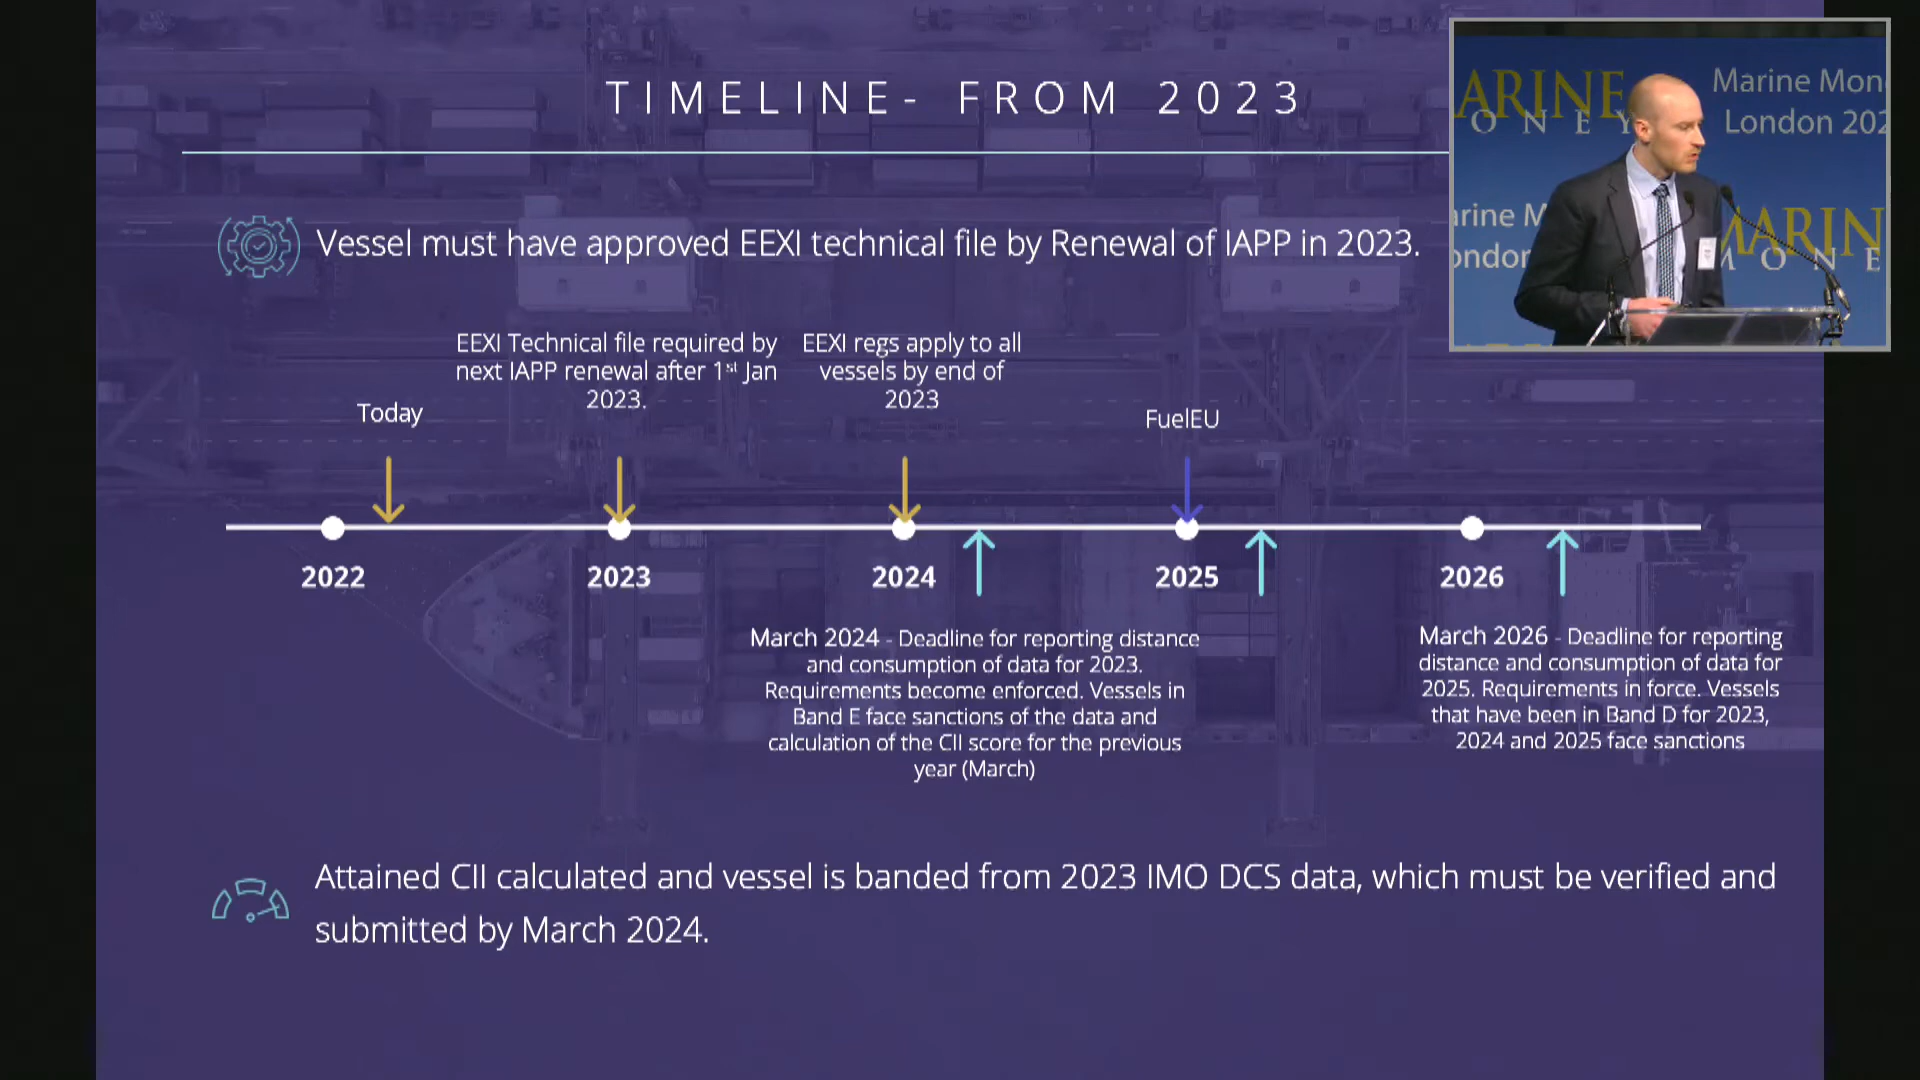 TIMELINE- FROM 2023
Vessel must have approved EEXI technical file by Renewal of IAPP in 2023.
EEXI Technical file required by
next IAPP renewal after 1st Jan
2023.
EEXI regs apply to all
vessels by end of
2023
Today
FuelEU
2022
2023
2024
2025
2026
March 2024 - Deadline for reporting distance
and consumption of data for 2023.
Requirements become enforced. Vessels in
Band E face sanctions of the data and
calculation of the CII score for the previous
year (March)
March 2026 - Deadline for reporting
distance and consumption of data for
2025. Requirements in force. Vessels
that have been in Band D for 2023,
2024 and 2025 face sanctions
Attained CII calculated and vessel is banded from 2023 IMO DCS data, which must be verified and
submitted by March 2024.
ARINE
ONEY
Marine Mon
London 202
arine M
ondon
MARIN
MONE